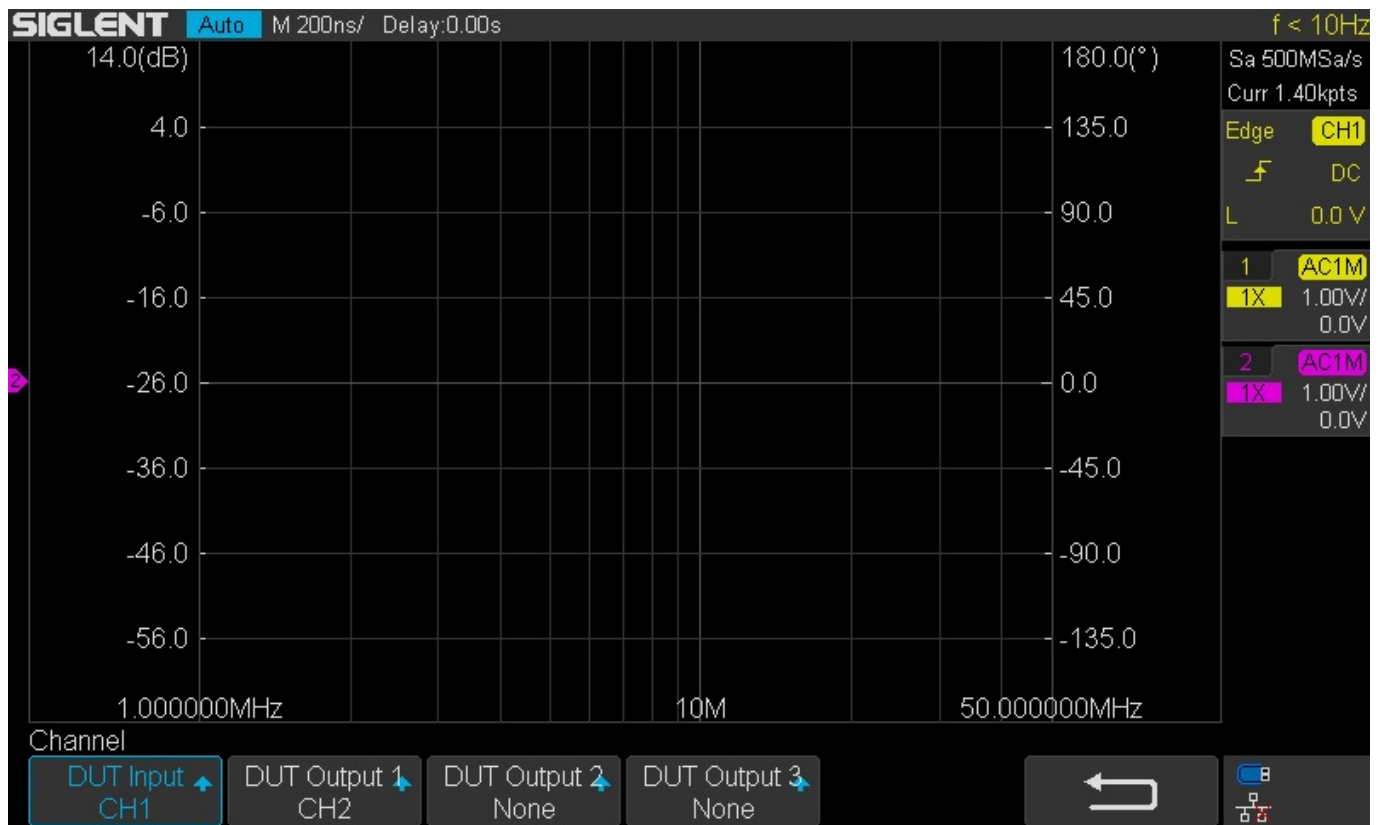 SIGLENT Auto M 200ns/ Delay:0.00s f < 10Hz
14.0(dB) 180.0(°) Sa 500MSa/s
Curr 1.40kpts
4.0 135.0 Edge CH1
DC
-6.0 90.0 L 0.0 V
1 AC1M
-16.0 45.0 1X 1.00V/
0.0V
2 AC1M
2 -26.0 0.0 1X 1.00V/
0.0V
-36.0 -45.0
-46.0 -90.0
-56.0 -135.0
1.000000MHz 10M 50.000000MHz
Channel
DUT Input DUT Output 1 DUT Output 2 DUT Output 3
CH1 CH2 None None